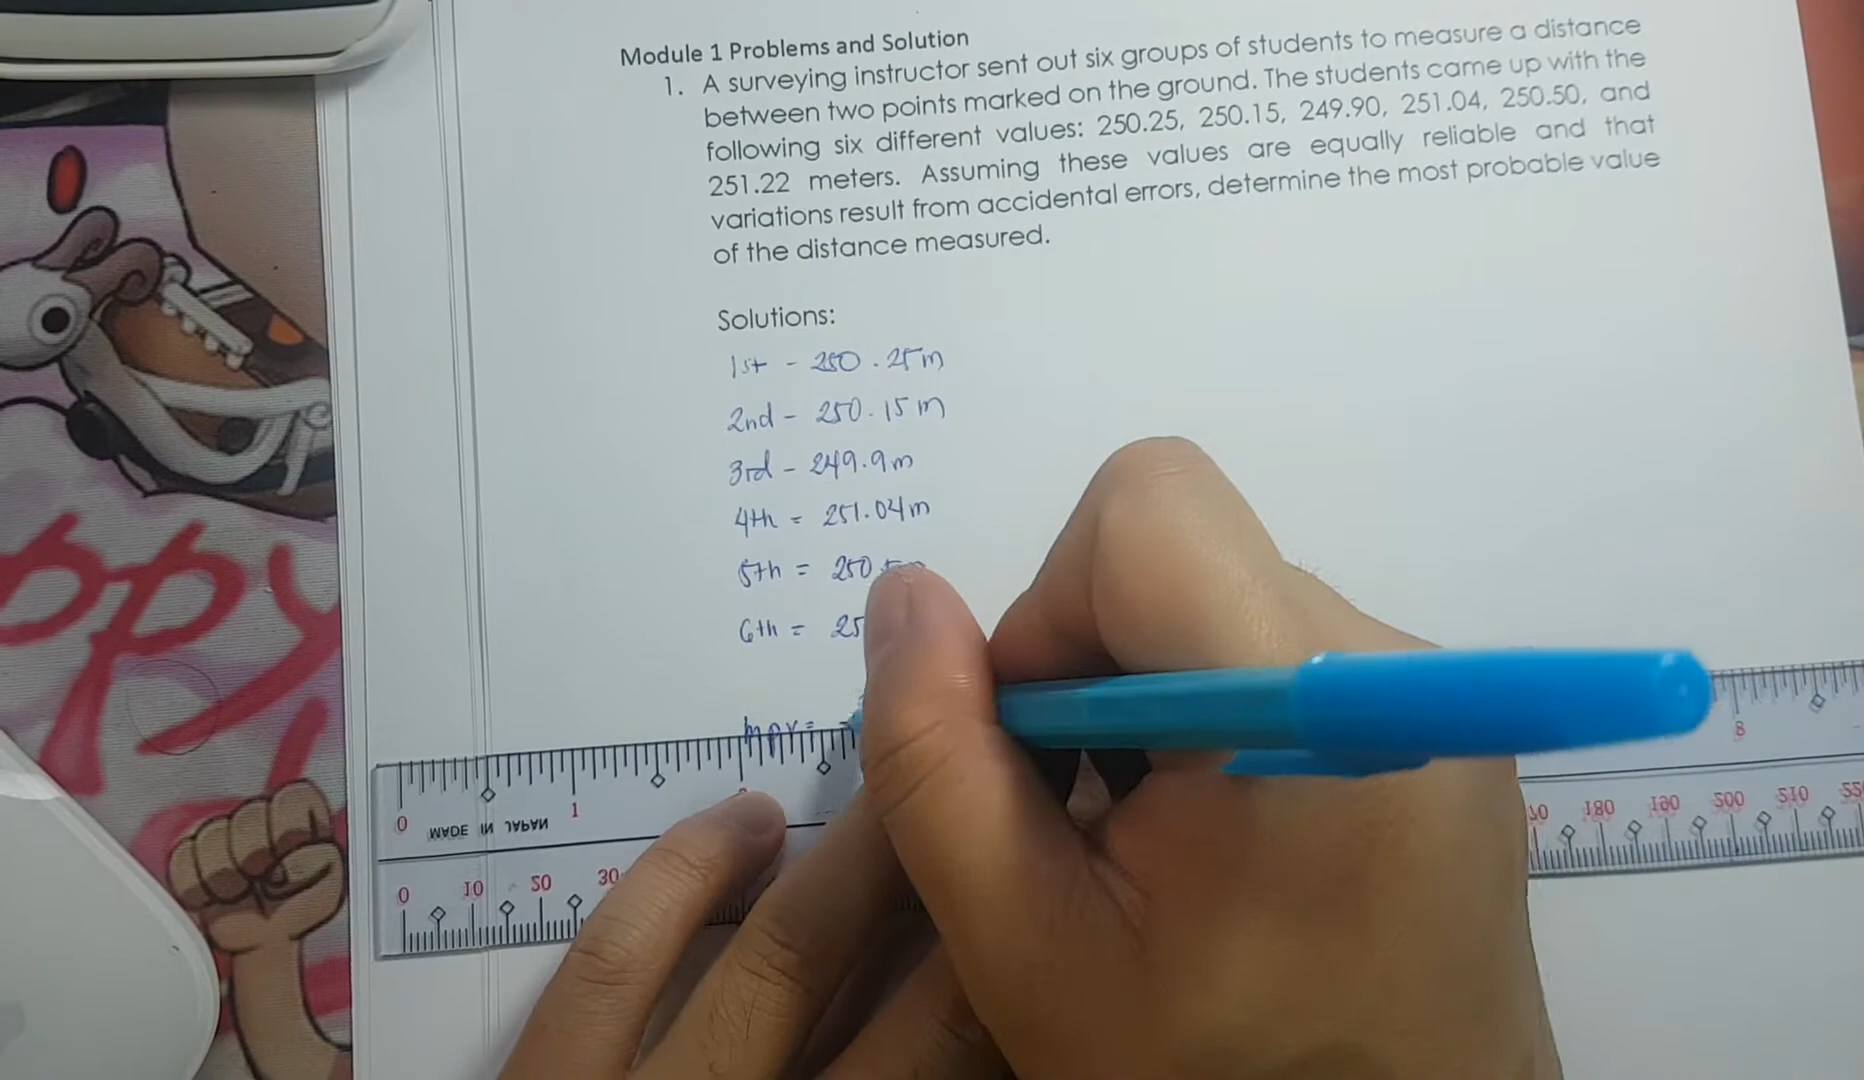 Module 1 Problems and Solution
1. A surveying instructor sent out six groups of students to measure a distance
between two points marked on the ground. The students came up with the
following six different values: 250.25, 250.15, 249.90, 251.04, 250.50, and
251.22 meters. Assuming these values are equally reliable and that
variations result from accidental errors, determine the most probable value
of the distance measured.
Solutions:
1st - 250.25m
2nd - 250.15m
3rd - 249.9m
4th = 251.04m
5th = 250
6th = 25
mpv =
0 1 8
MADE IN JAPAN
0 10 20 30 180 190 200 210